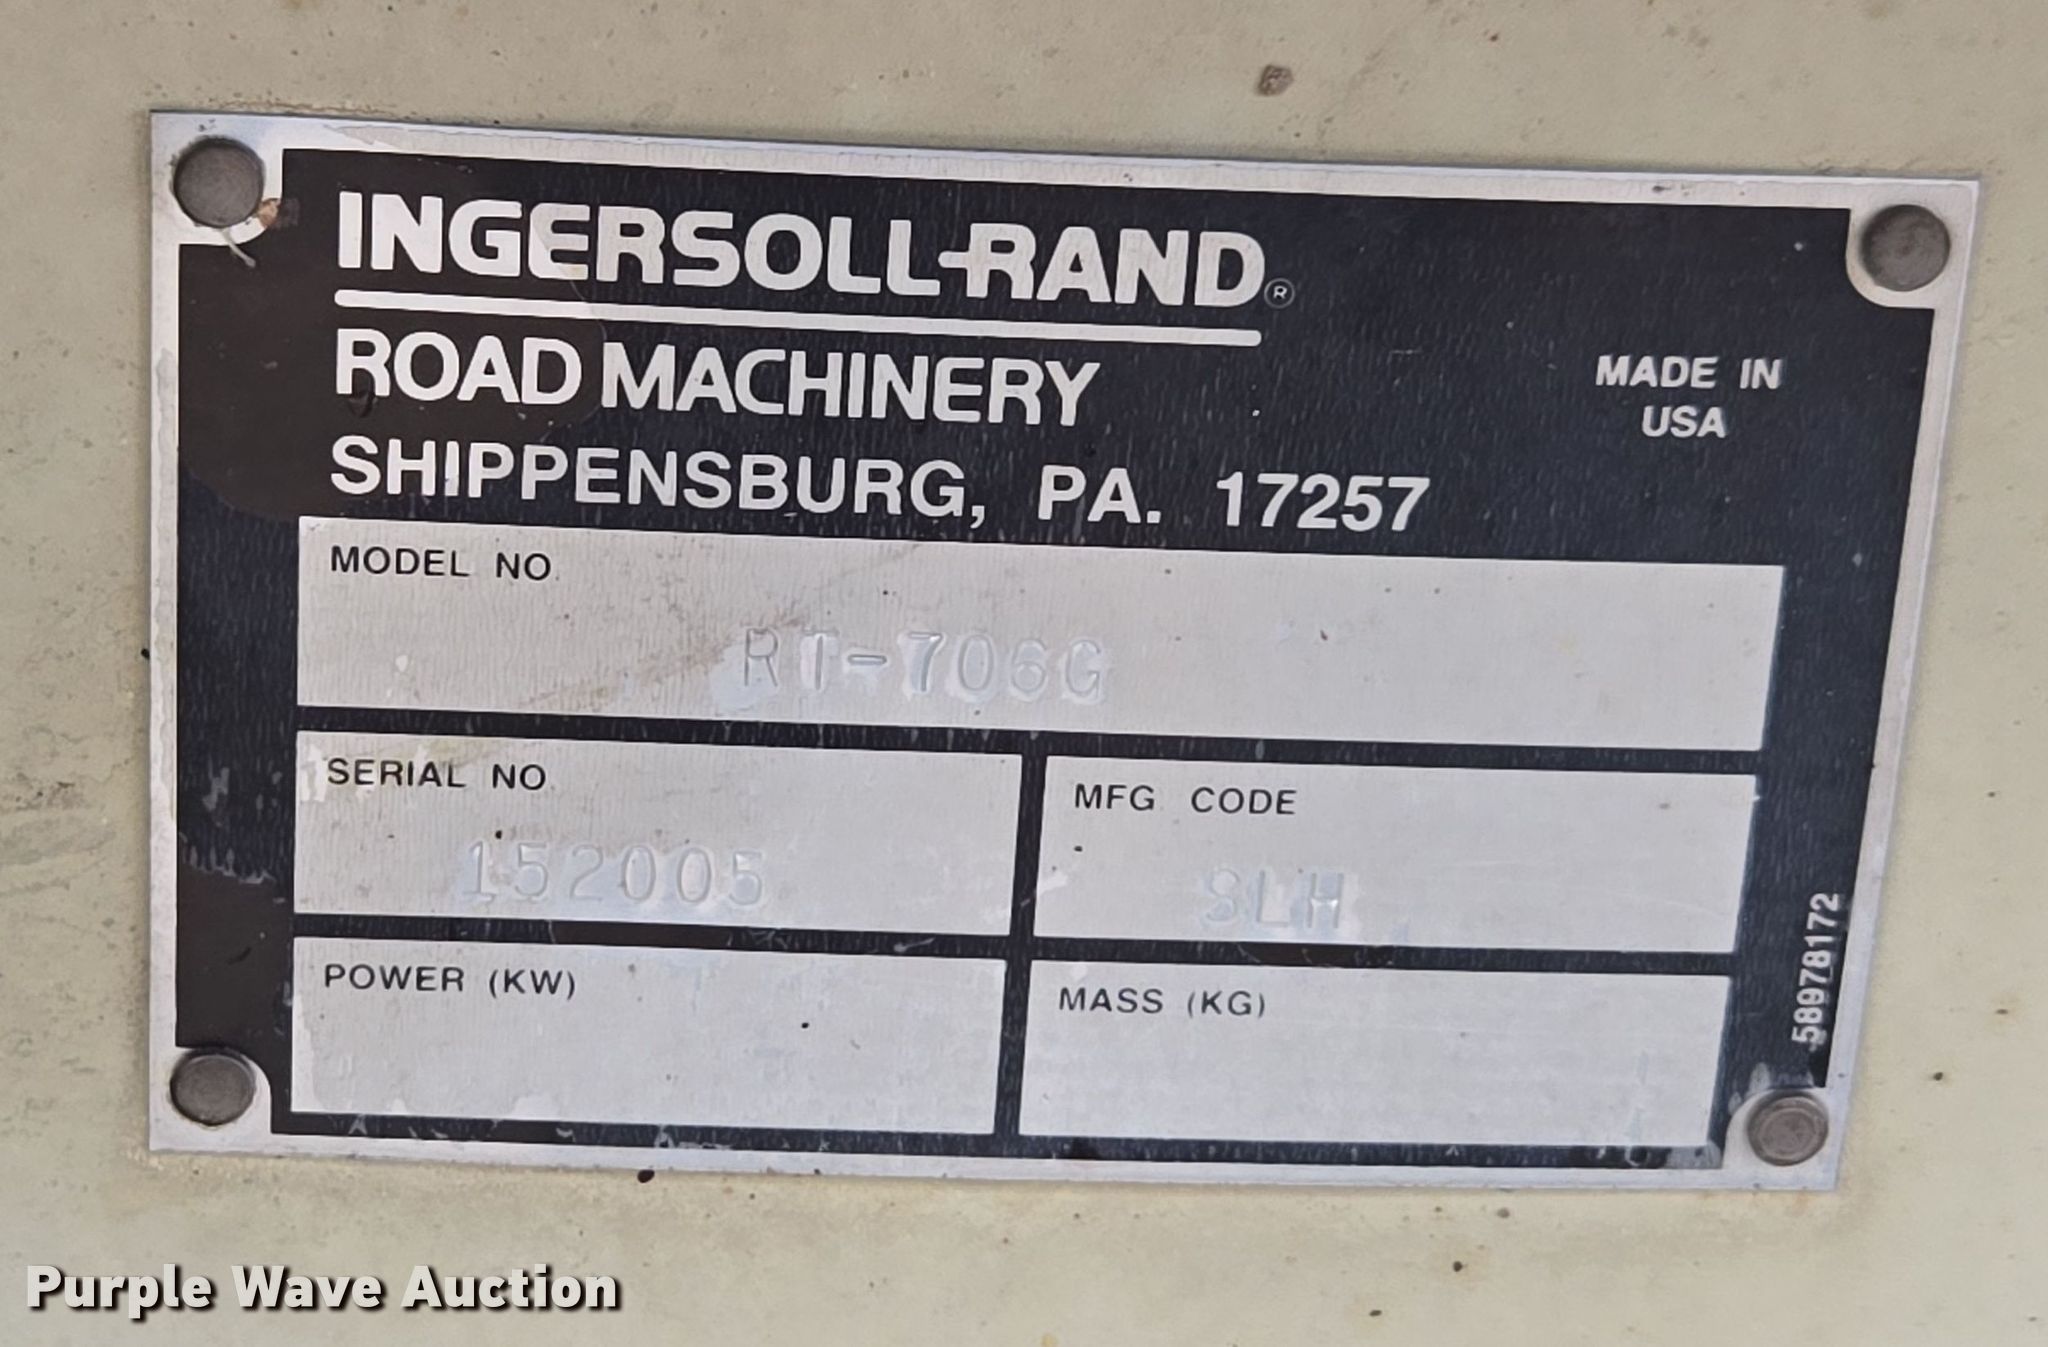 INGERSOLL-RAND®
ROAD MACHINERY
SHIPPENSBURG, PA. 17257
MADE IN
USA
MODEL NO.
RT-706G
SERIAL NO.
152005
MFG CODE
SLH
POWER (KW)
MASS (KG)
58978172
Purple Wave Auction